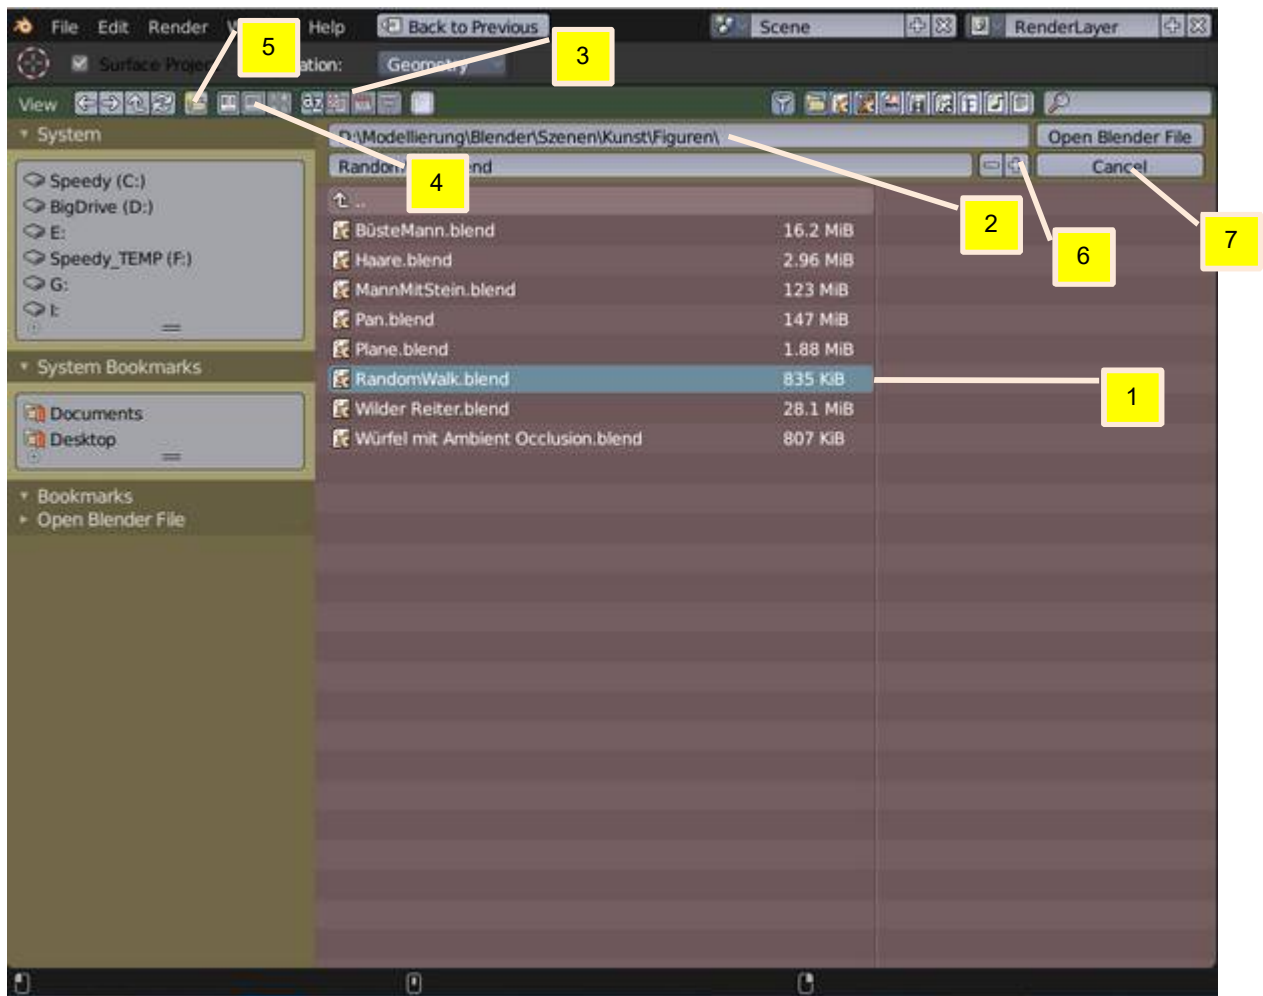 File Edit Render Help Back to Previous Scene RenderLayer
5
3
Surface ation: Geometry
View
System
D:\Modellierung\Blender\Szenen\Kunst\Figuren\ Open Blender File
nd Cancel
4
2
6
7
Speedy (C:)
BigDrive (D:)
E:
Speedy_TEMP (F:)
G:
I:
..
BüsteMann.blend 16.2 MiB
Haare.blend 2.96 MiB
MannMitStein.blend 123 MiB
Pan.blend 147 MiB
Plane.blend 1.88 MiB
RandomWalk.blend 835 KiB
Wilder Reiter.blend 28.1 MiB
Würfel mit Ambient Occlusion.blend 807 KiB
1
System Bookmarks
Documents
Desktop
Bookmarks
Open Blender File